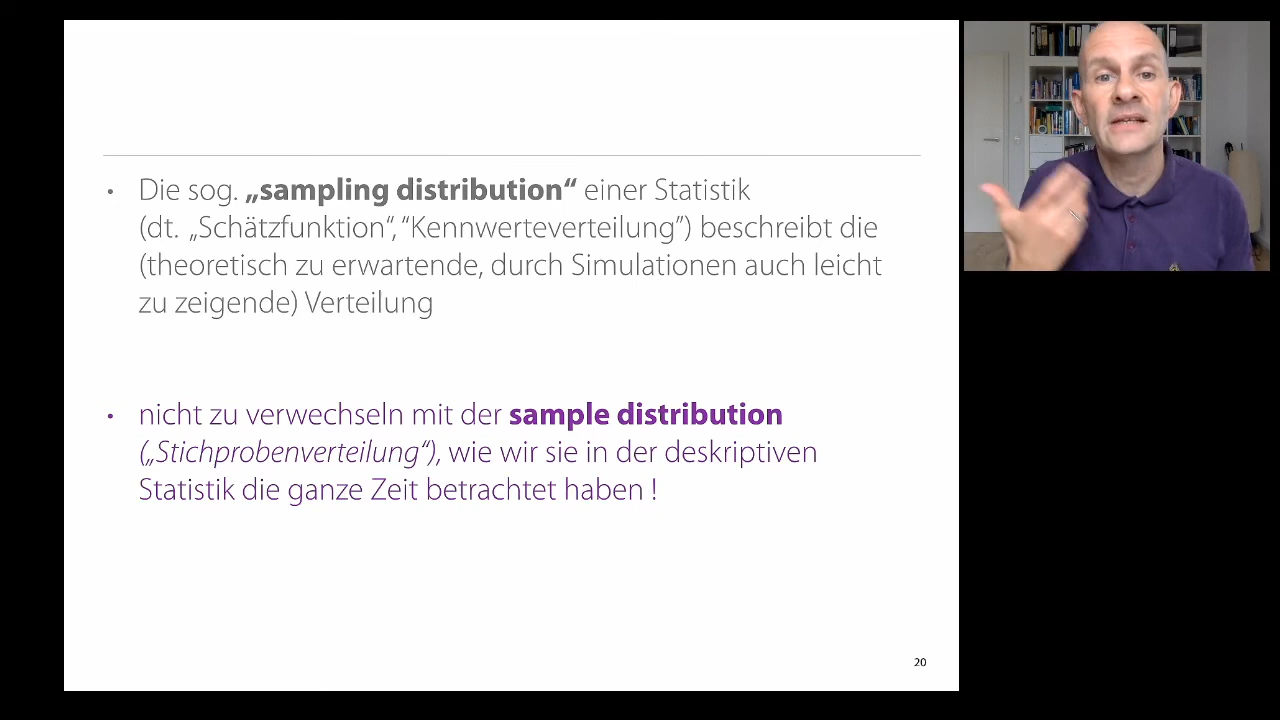 • Die sog. „sampling distribution“ einer Statistik
(dt. „Schätzfunktion“, “Kennwerteverteilung”) beschreibt die
(theoretisch zu erwartende, durch Simulationen auch leicht
zu zeigende) Verteilung
• nicht zu verwechseln mit der sample distribution
(„Stichprobenverteilung“), wie wir sie in der deskriptiven
Statistik die ganze Zeit betrachtet haben !
20